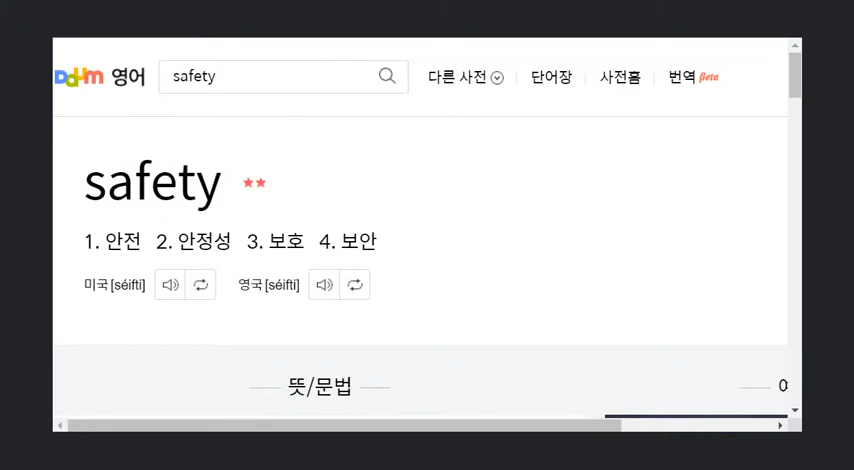 Daum 영어 safety 다른 사전 단어장 사전홈 번역 Beta
safety
1. 안전 2. 안정성 3. 보호 4. 보안
미국 [séifti] 영국 [séifti]
뜻/문법